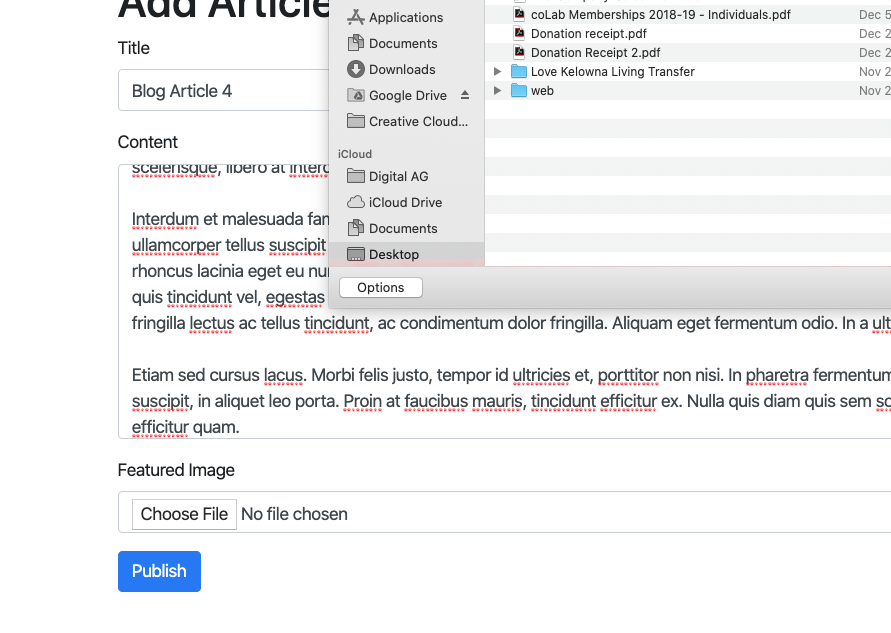 Add Article
Title
Blog Article 4
Content
scelerisque, libero at interd
Interdum et malesuada fam
ullamcorper tellus suscipit
rhoncus lacinia eget eu nu
quis tincidunt vel, egestas
fringilla lectus ac tellus tincidunt, ac condimentum dolor fringilla. Aliquam eget fermentum odio. In a ult
Etiam sed cursus lacus. Morbi felis justo, tempor id ultricies et, porttitor non nisi. In pharetra fermentum
suscipit, in aliquet leo porta. Proin at faucibus mauris, tincidunt efficitur ex. Nulla quis diam quis sem sc
efficitur quam.
Featured Image
Choose File No file chosen
Publish
Applications
Documents
Downloads
Google Drive
Creative Cloud...
iCloud
Digital AG
iCloud Drive
Documents
Desktop
Options
coLab Memberships 2018-19 - Individuals.pdf Dec 5
Donation receipt.pdf Dec 2
Donation Receipt 2.pdf Dec 2
Love Kelowna Living Transfer Nov 2
web Nov 2